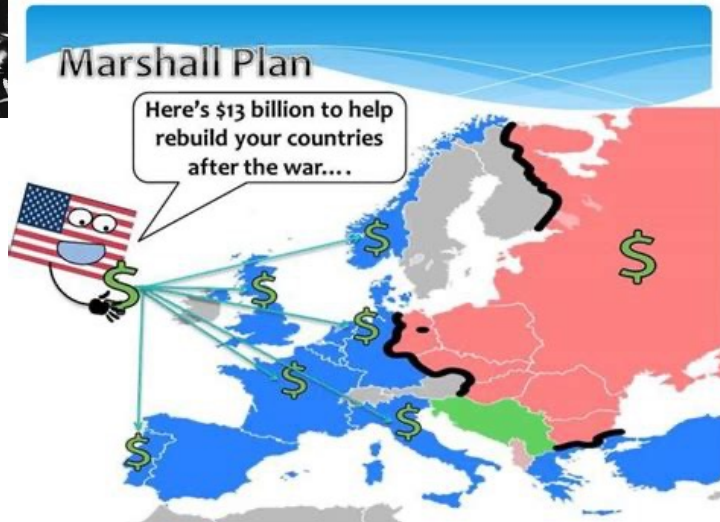 Marshall Plan
Here's $13 billion to help
rebuild your countries
after the war....
$
$
$
$
$
$
$
$